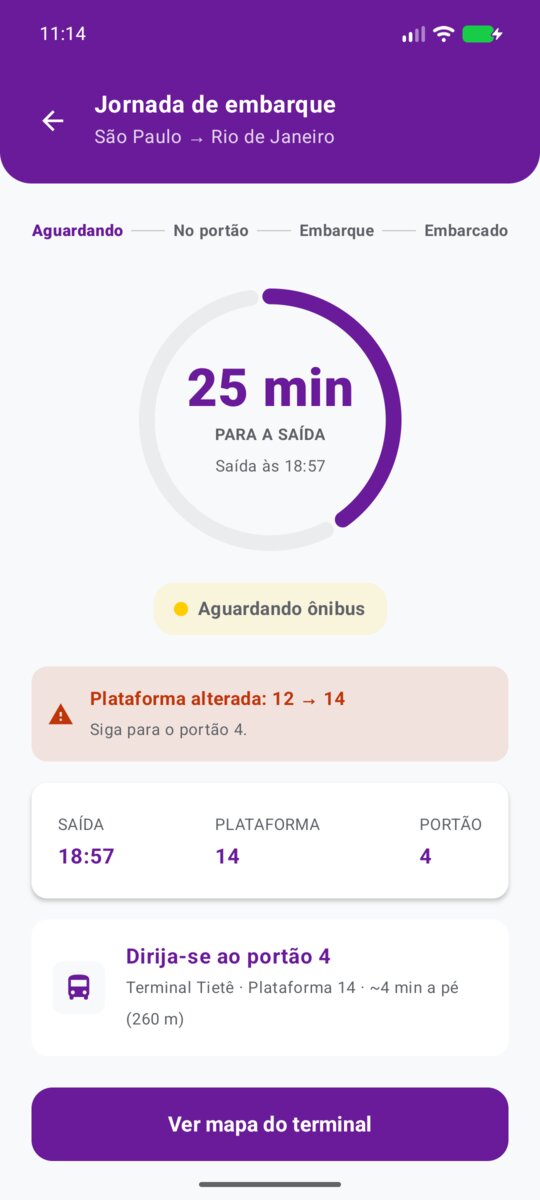 11:14
Jornada de embarque
São Paulo → Rio de Janeiro
Aguardando No portão Embarque Embarcado
25 min
PARA A SAÍDA
Saída às 18:57
Aguardando ônibus
Plataforma alterada: 12 → 14
Siga para o portão 4.
SAÍDA PLATAFORMA PORTÃO
18:57 14 4
Dirija-se ao portão 4
Terminal Tietê · Plataforma 14 · ~4 min a pé
(260 m)
Ver mapa do terminal